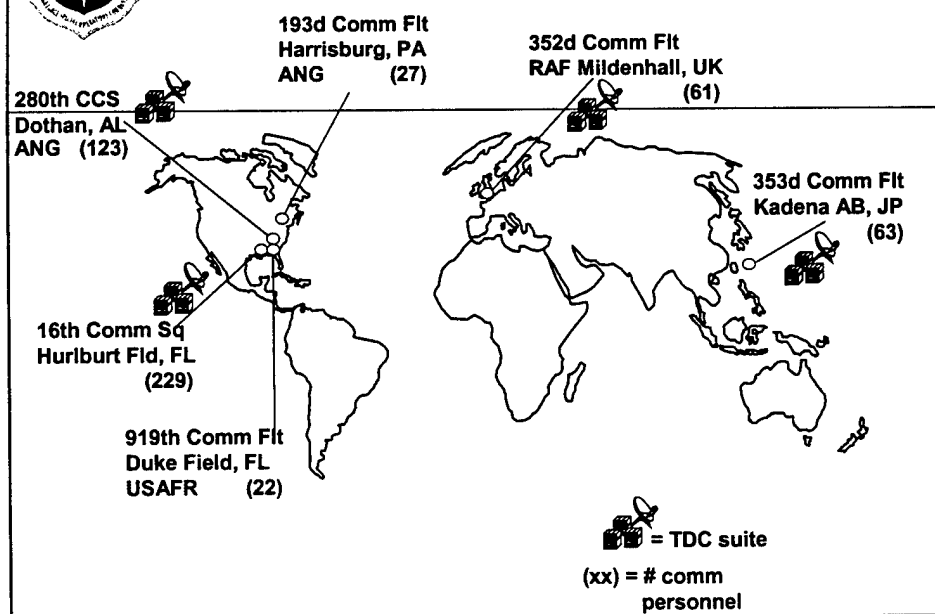 193d Comm Flt
Harrisburg, PA
ANG (27)
352d Comm Flt
RAF Mildenhall, UK
(61)
280th CCS
Dothan, AL
ANG (123)
353d Comm Flt
Kadena AB, JP
(63)
16th Comm Sq
Hurlburt Fld, FL
(229)
919th Comm Flt
Duke Field, FL
USAFR (22)
= TDC suite
(xx) = # comm
personnel